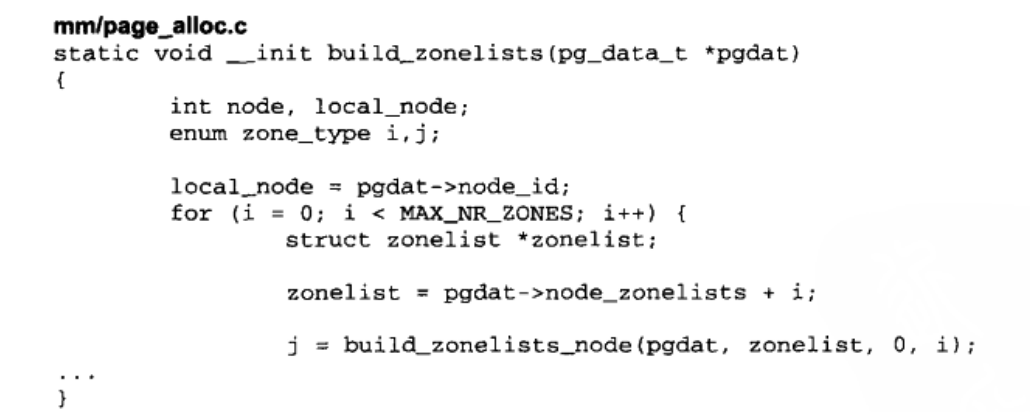 mm/page_alloc.c
static void __init build_zonelists(pg_data_t *pgdat)
{
int node, local_node;
enum zone_type i,j;
local_node = pgdat->node_id;
for (i = 0; i < MAX_NR_ZONES; i++) {
struct zonelist *zonelist;
zonelist = pgdat->node_zonelists + i;
j = build_zonelists_node(pgdat, zonelist, 0, i);
...
}